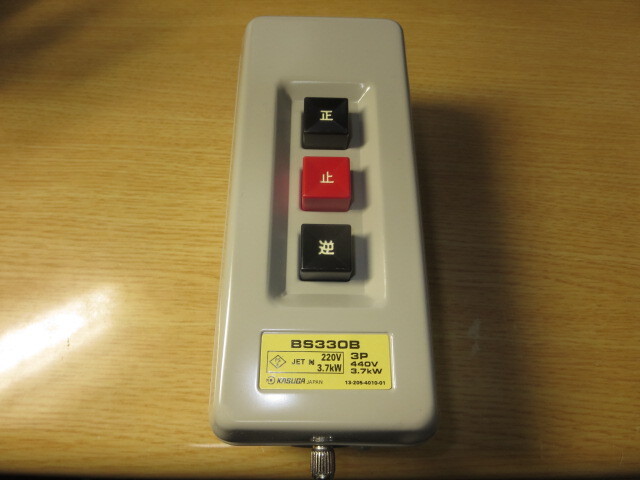 正
止
逆
BS330B
JET 220V 3P
3.7kW 440V
3.7kW
KASUGA JAPAN 13-205-4010-01